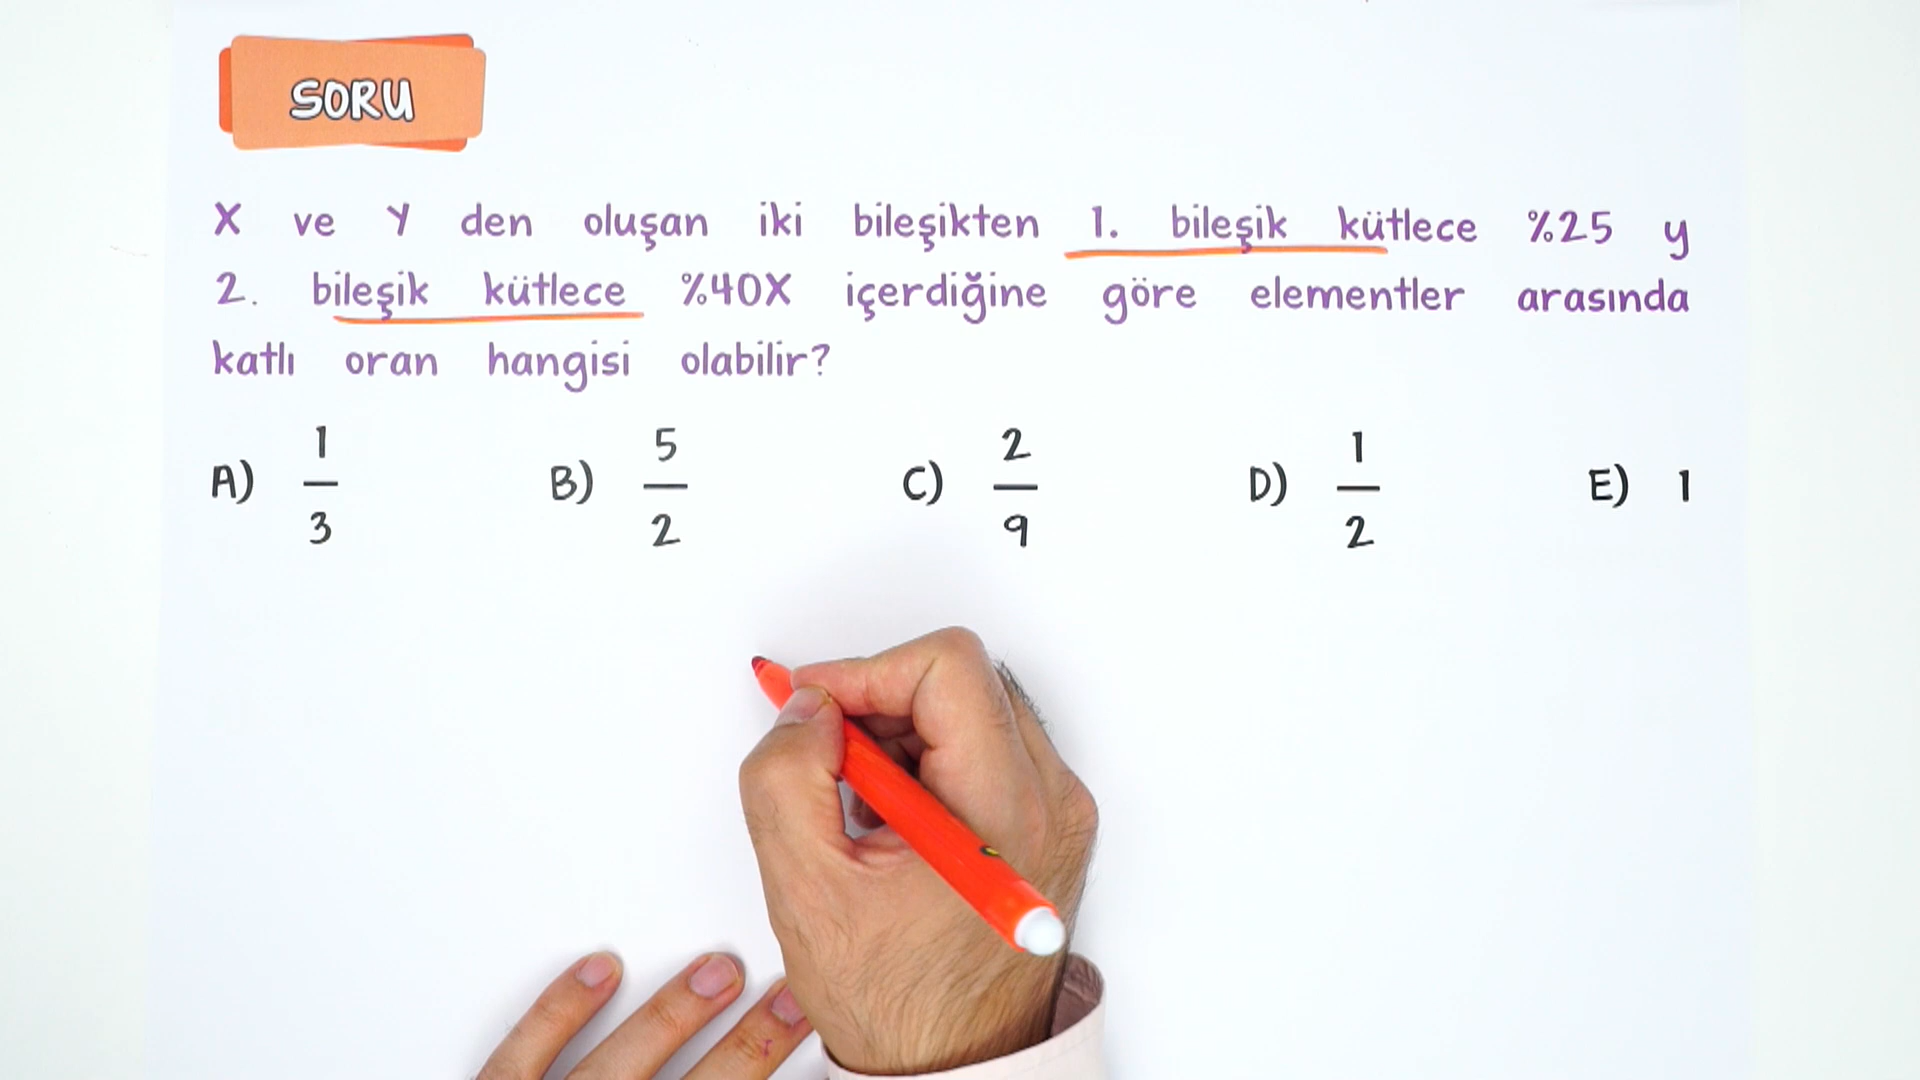 SORU
X ve Y den oluşan iki bileşikten 1. bileşik kütlece %25 y
2. bileşik kütlece %40X içerdiğine göre elementler arasında
katlı oran hangisi olabilir?
A) 1/3 B) 5/2 C) 2/9 D) 1/2 E) 1